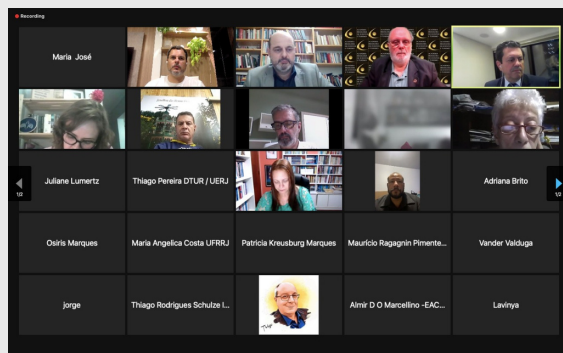 Recording
Maria José
Juliane Lumertz
Thiago Pereira DTUR / UERJ
Adriana Brito
1/2
1/2
Osiris Marques
Maria Angelica Costa UFRRJ
Patricia Kreusburg Marques
Maurício Ragagnin Pimente...
Vander Valduga
jorge
Thiago Rodrigues Schulze I...
Almir D O Marcellino -EAC...
Lavinya